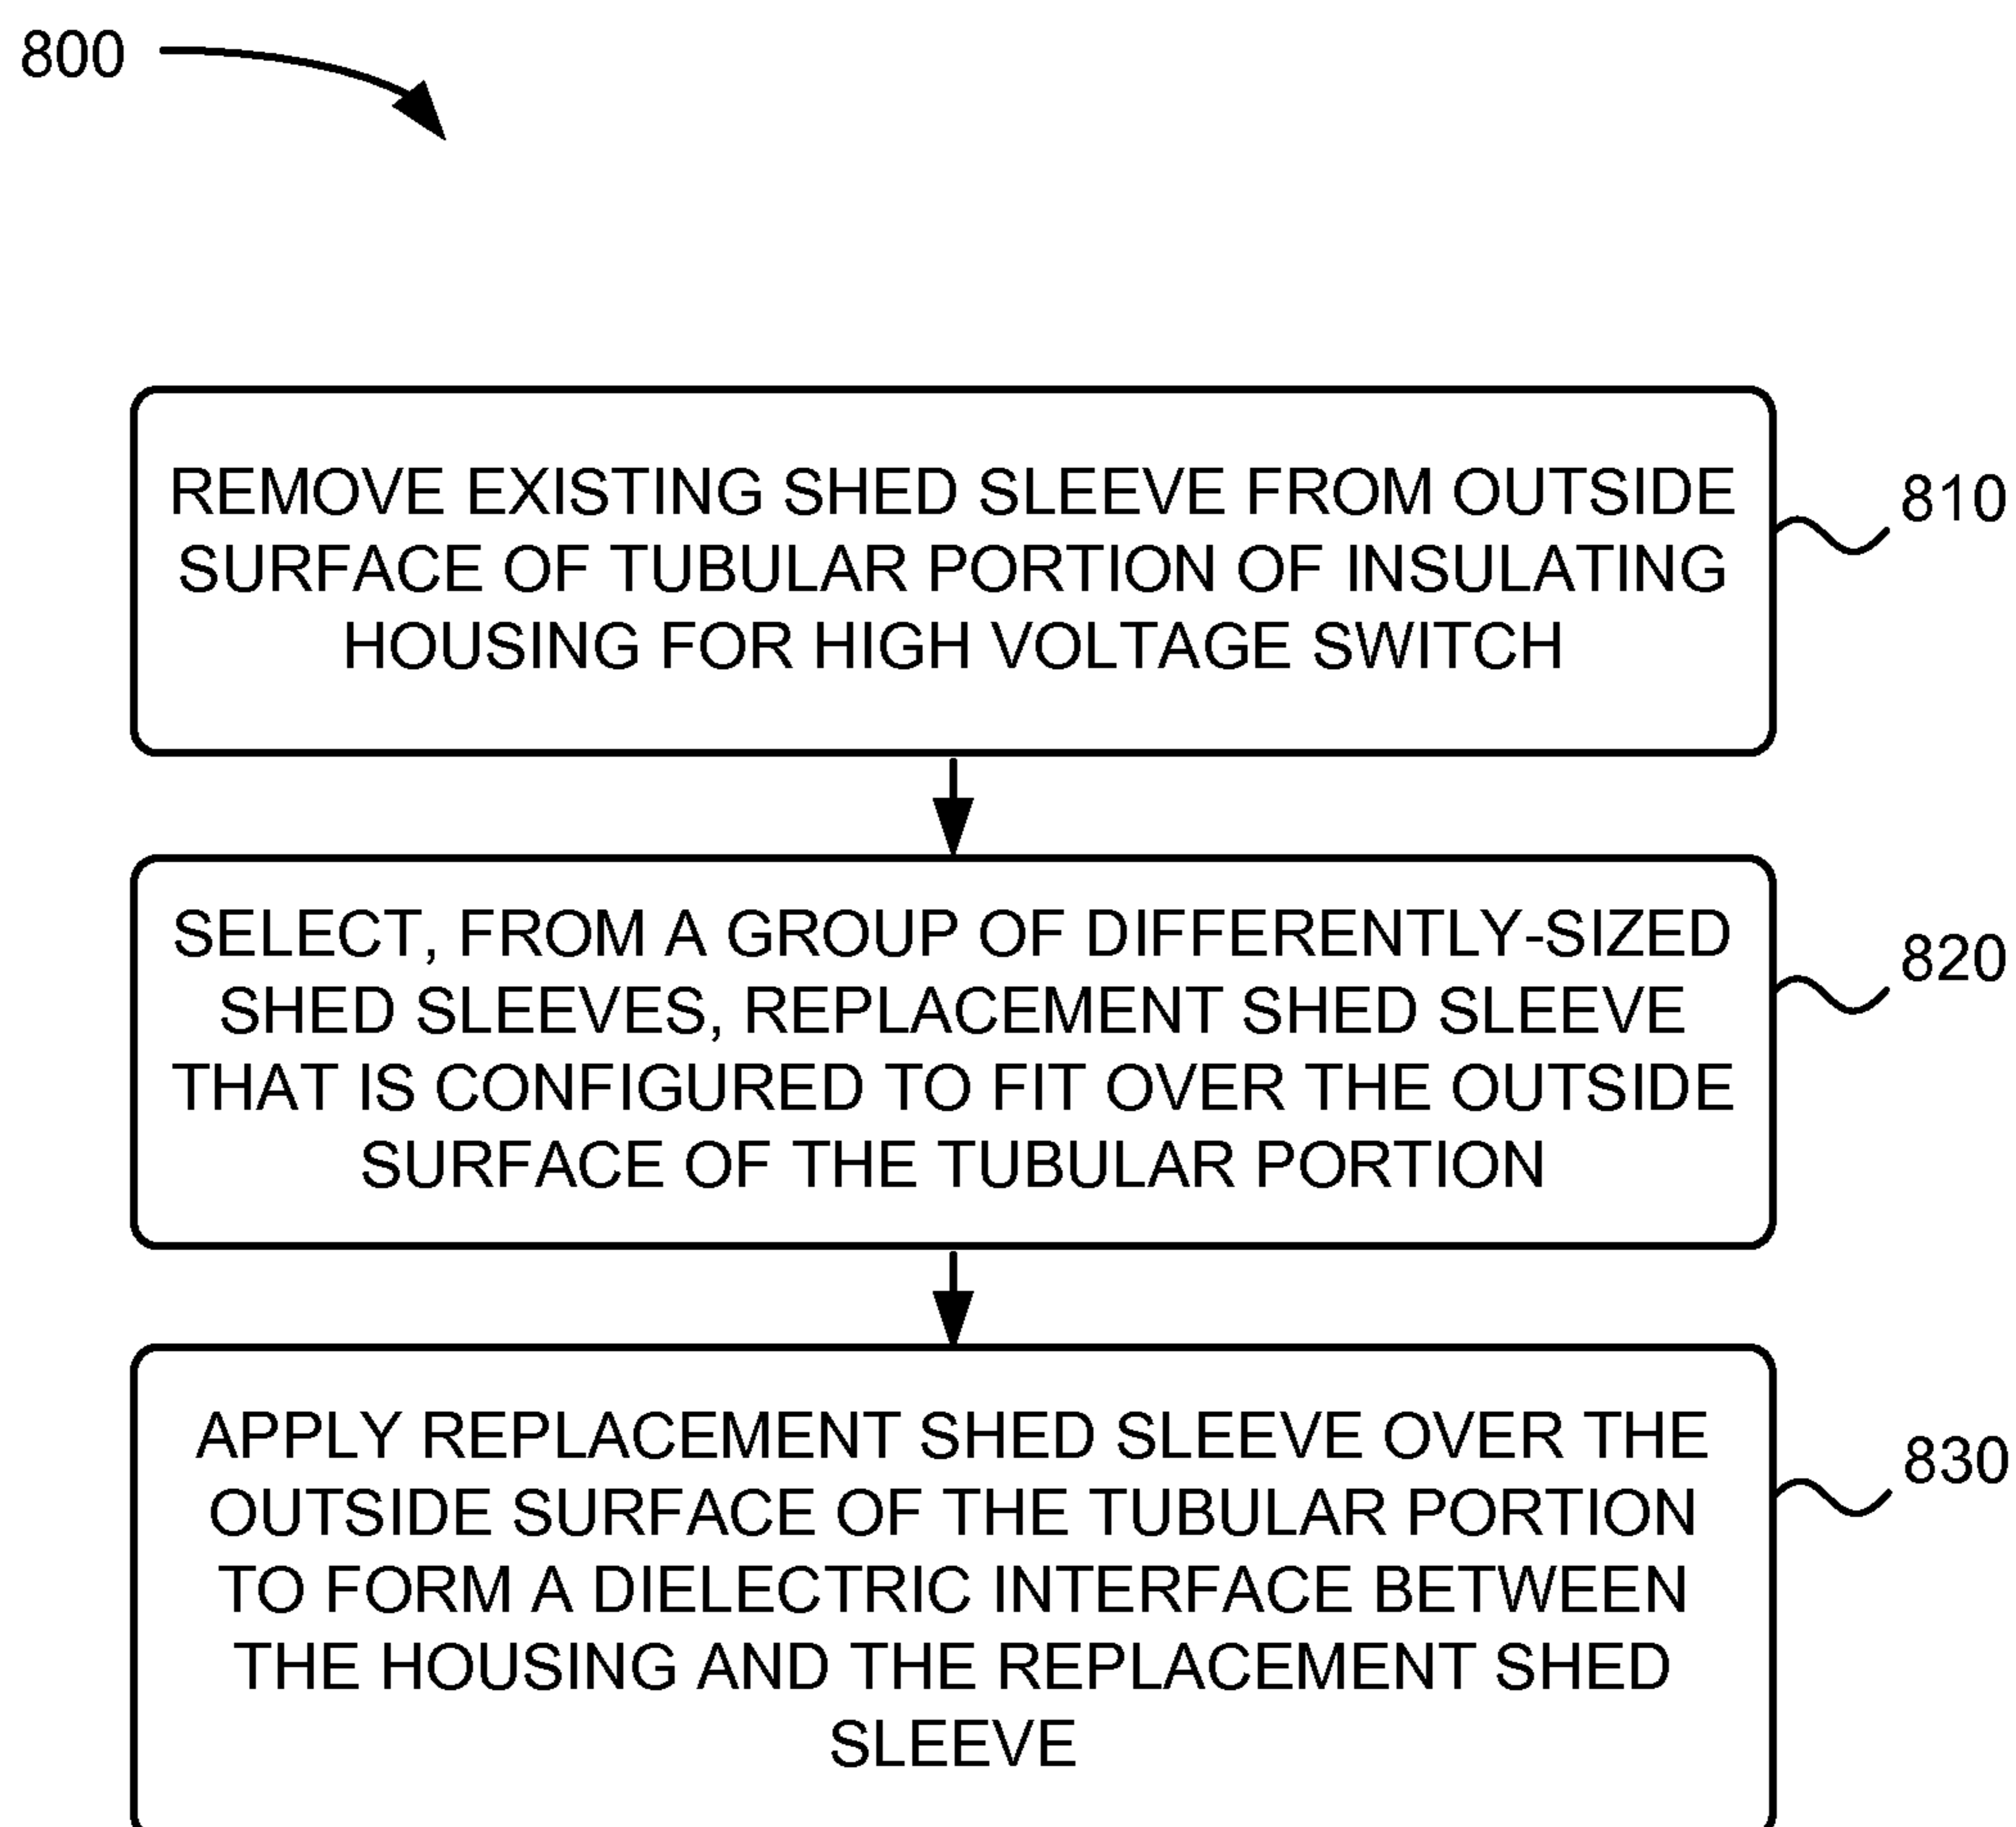 800
REMOVE EXISTING SHED SLEEVE FROM OUTSIDE
SURFACE OF TUBULAR PORTION OF INSULATING
HOUSING FOR HIGH VOLTAGE SWITCH
810
SELECT, FROM A GROUP OF DIFFERENTLY-SIZED
SHED SLEEVES, REPLACEMENT SHED SLEEVE
THAT IS CONFIGURED TO FIT OVER THE OUTSIDE
SURFACE OF THE TUBULAR PORTION
820
APPLY REPLACEMENT SHED SLEEVE OVER THE
OUTSIDE SURFACE OF THE TUBULAR PORTION
TO FORM A DIELECTRIC INTERFACE BETWEEN
THE HOUSING AND THE REPLACEMENT SHED
SLEEVE
830